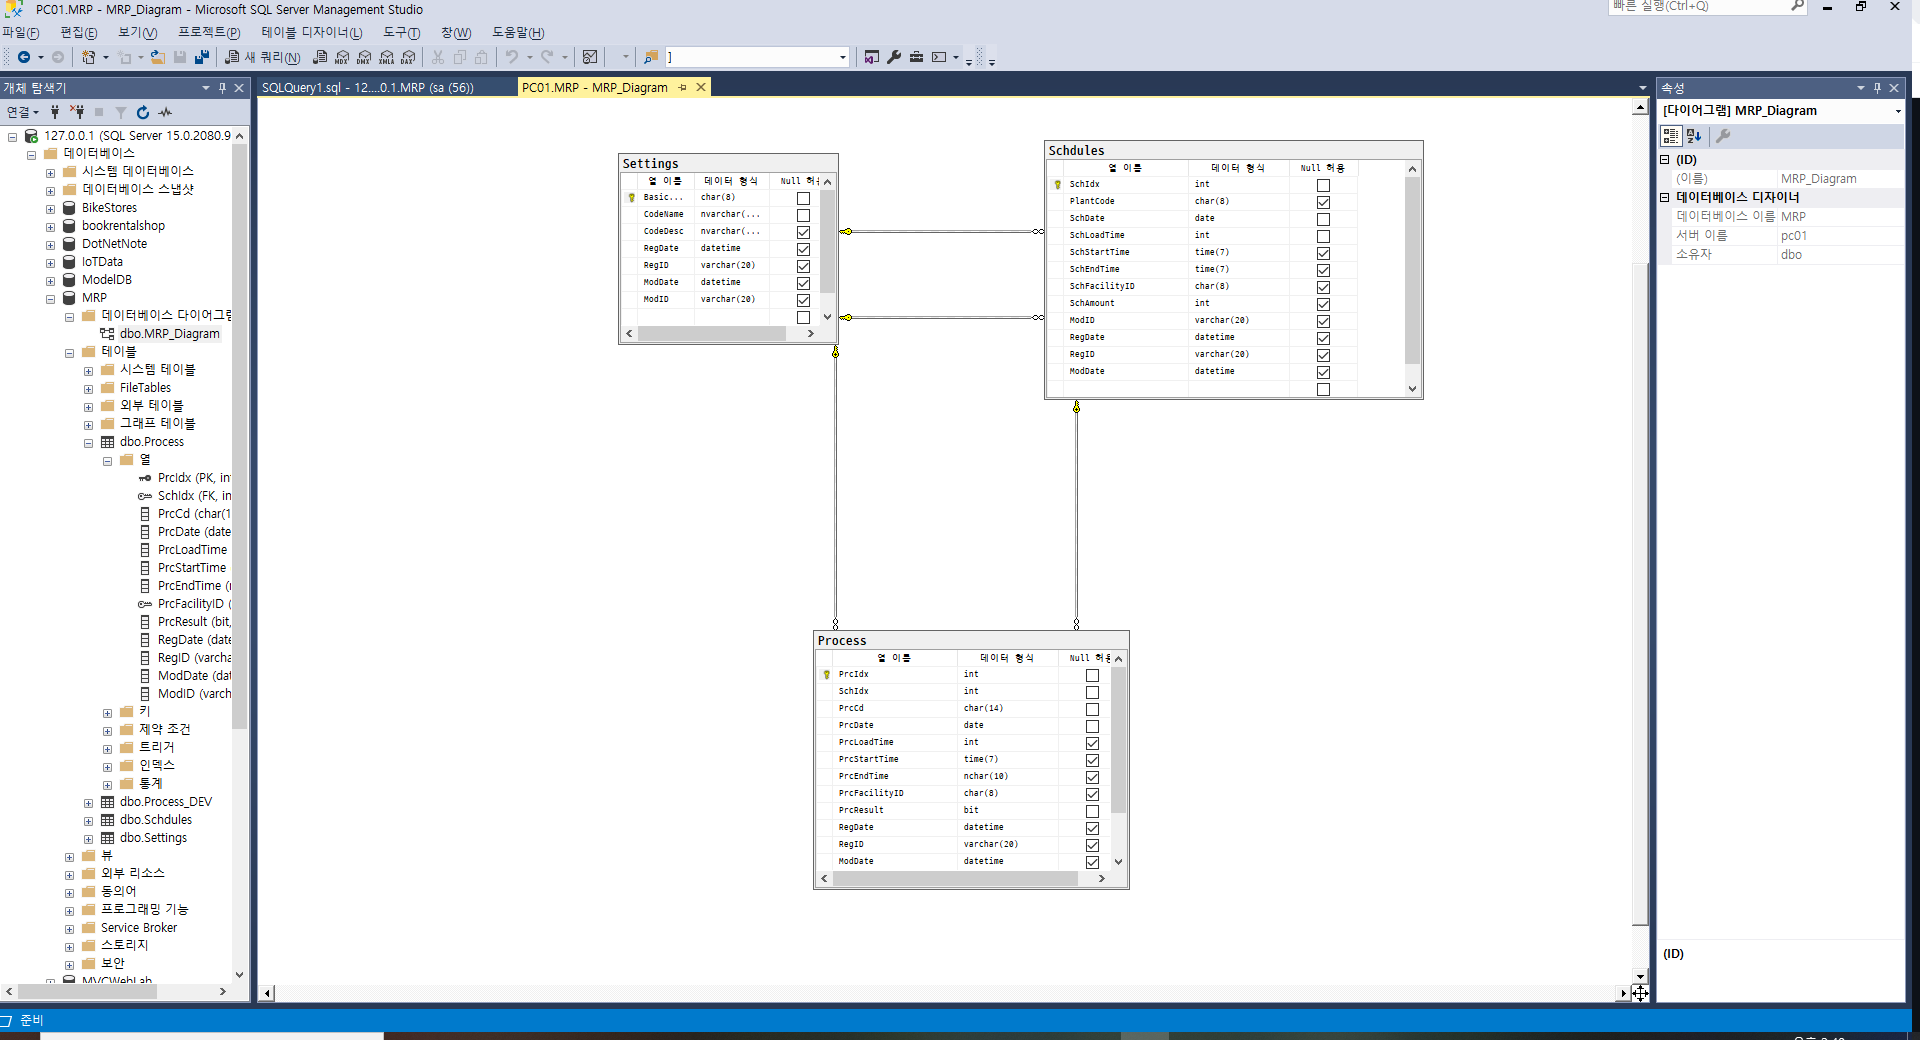 PC01.MRP - MRP_Diagram - Microsoft SQL Server Management Studio
빠른 실행(Ctrl+Q)
파일(F) 편집(E) 보기(V) 프로젝트(P) 테이블 디자이너(L) 도구(T) 창(W) 도움말(H)
새 쿼리(N) MDX DMX XMLA DAX ]
개체 탐색기
연결
127.0.0.1 (SQL Server 15.0.2080.9
데이터베이스
시스템 데이터베이스
데이터베이스 스냅샷
BikeStores
bookrentalshop
DotNetNote
IoTData
ModelDB
MRP
데이터베이스 다이어그램
dbo.MRP_Diagram
테이블
시스템 테이블
FileTables
외부 테이블
그래프 테이블
dbo.Process
열
PrcIdx (PK, in
SchIdx (FK, in
PrcCd (char(1
PrcDate (date
PrcLoadTime
PrcStartTime
PrcEndTime (n
PrcFacilityID (
PrcResult (bit,
RegDate (date
RegID (varcha
ModDate (dat
ModID (varch
키
제약 조건
트리거
인덱스
통계
dbo.Process_DEV
dbo.Schdules
dbo.Settings
뷰
외부 리소스
동의어
프로그래밍 기능
Service Broker
스토리지
보안
MVCWebLab
SQLQuery1.sql - 12....0.1.MRP (sa (56)) PC01.MRP - MRP_Diagram
Settings
열 이름 데이터 형식 Null 허용
Basic... char(8)
CodeName nvarchar(...
CodeDesc nvarchar(...
RegDate datetime
RegID varchar(20)
ModDate datetime
ModID varchar(20)
Schdules
열 이름 데이터 형식 Null 허용
SchIdx int
PlantCode char(8)
SchDate date
SchLoadTime int
SchStartTime time(7)
SchEndTime time(7)
SchFacilityID char(8)
SchAmount int
ModID varchar(20)
RegDate datetime
RegID varchar(20)
ModDate datetime
Process
열 이름 데이터 형식 Null 허용
PrcIdx int
SchIdx int
PrcCd char(14)
PrcDate date
PrcLoadTime int
PrcStartTime time(7)
PrcEndTime nchar(10)
PrcFacilityID char(8)
PrcResult bit
RegDate datetime
RegID varchar(20)
ModDate datetime
속성
[다이어그램] MRP_Diagram
(ID)
(이름) MRP_Diagram
데이터베이스 디자이너
데이터베이스 이름 MRP
서버 이름 pc01
소유자 dbo
(ID)
준비